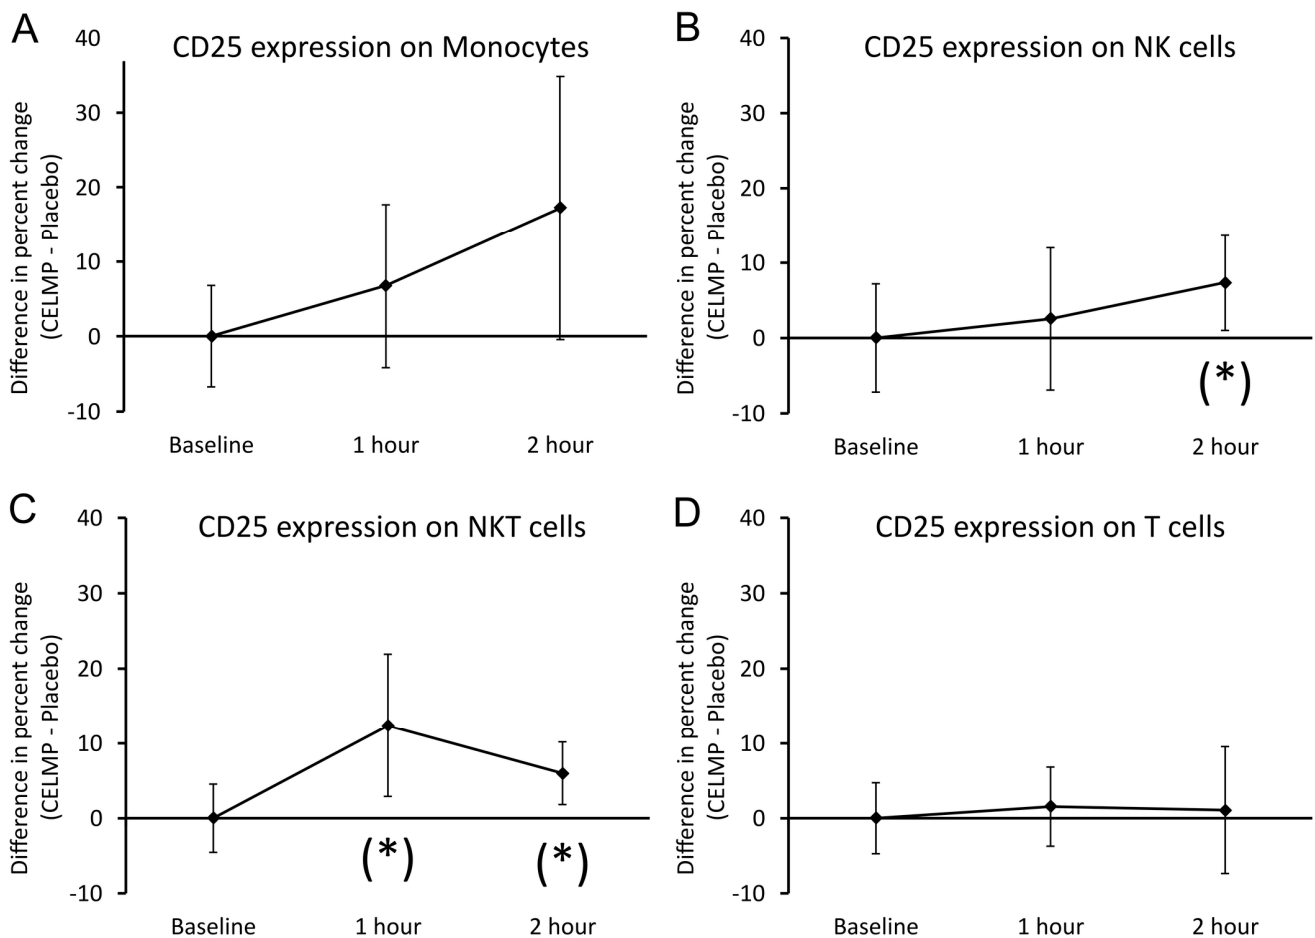 A
CD25 expression on Monocytes
Difference in percent change
(CELMP - Placebo)
40
30
20
10
0
-10
Baseline
1 hour
2 hour
B
CD25 expression on NK cells
Difference in percent change
(CELMP - Placebo)
40
30
20
10
0
-10
(*)
Baseline
1 hour
2 hour
C
CD25 expression on NKT cells
Difference in percent change
(CELMP - Placebo)
40
30
20
10
0
-10
(*)
(*)
Baseline
1 hour
2 hour
D
CD25 expression on T cells
Difference in percent change
(CELMP - Placebo)
40
30
20
10
0
-10
Baseline
1 hour
2 hour